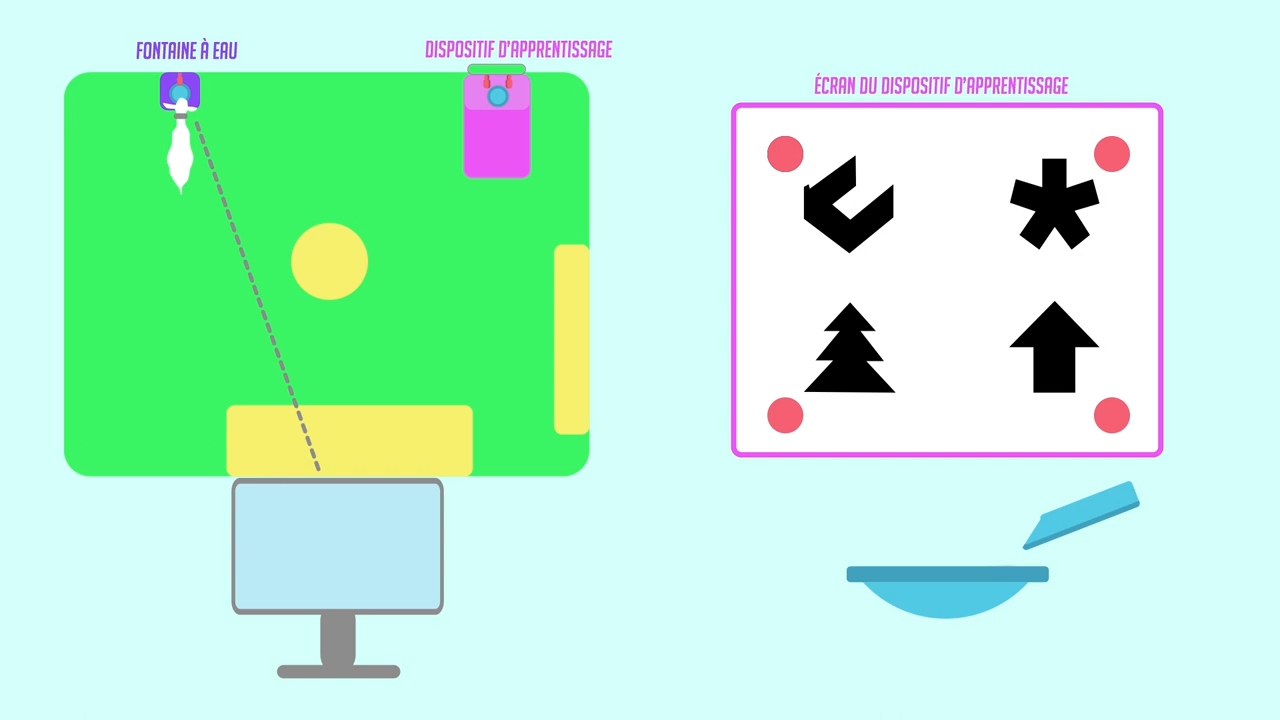 FONTAINE À EAU
DISPOSITIF D'APPRENTISSAGE
ÉCRAN DU DISPOSITIF D'APPRENTISSAGE